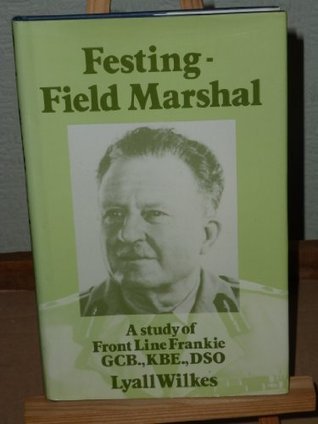 Festing -
Field Marshal
A study of
Front Line Frankie
GCB., KBE., DSO
Lyall Wilkes